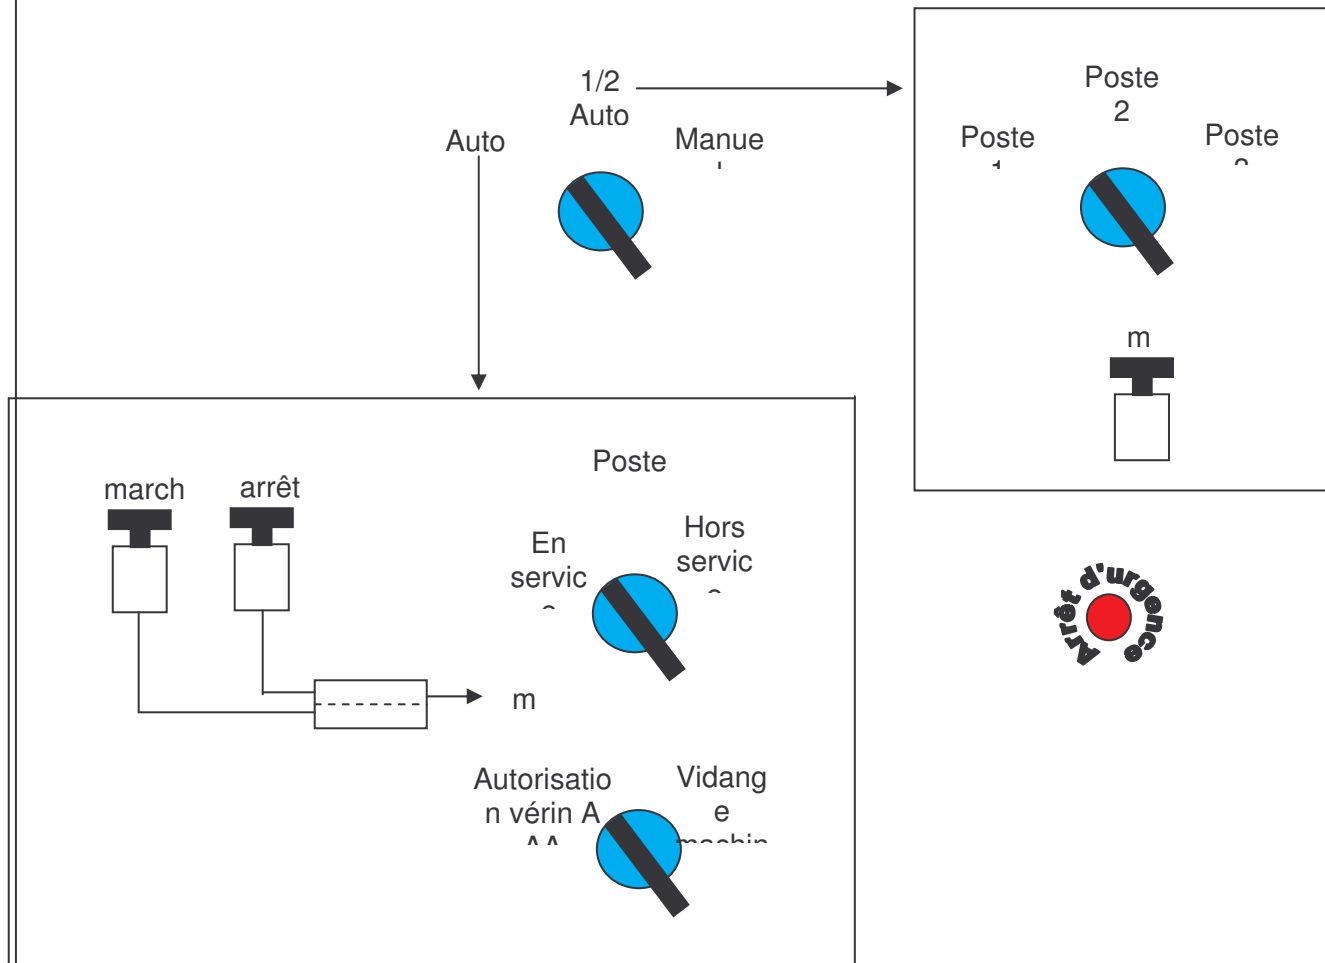 1/2
Auto
Auto
Manue
Poste
2
Poste
Poste
m
Poste
march
arrêt
En
servic
Hors
servic
m
Autorisatio
n vérin A
Vidang
e
Arrêt d'urgence